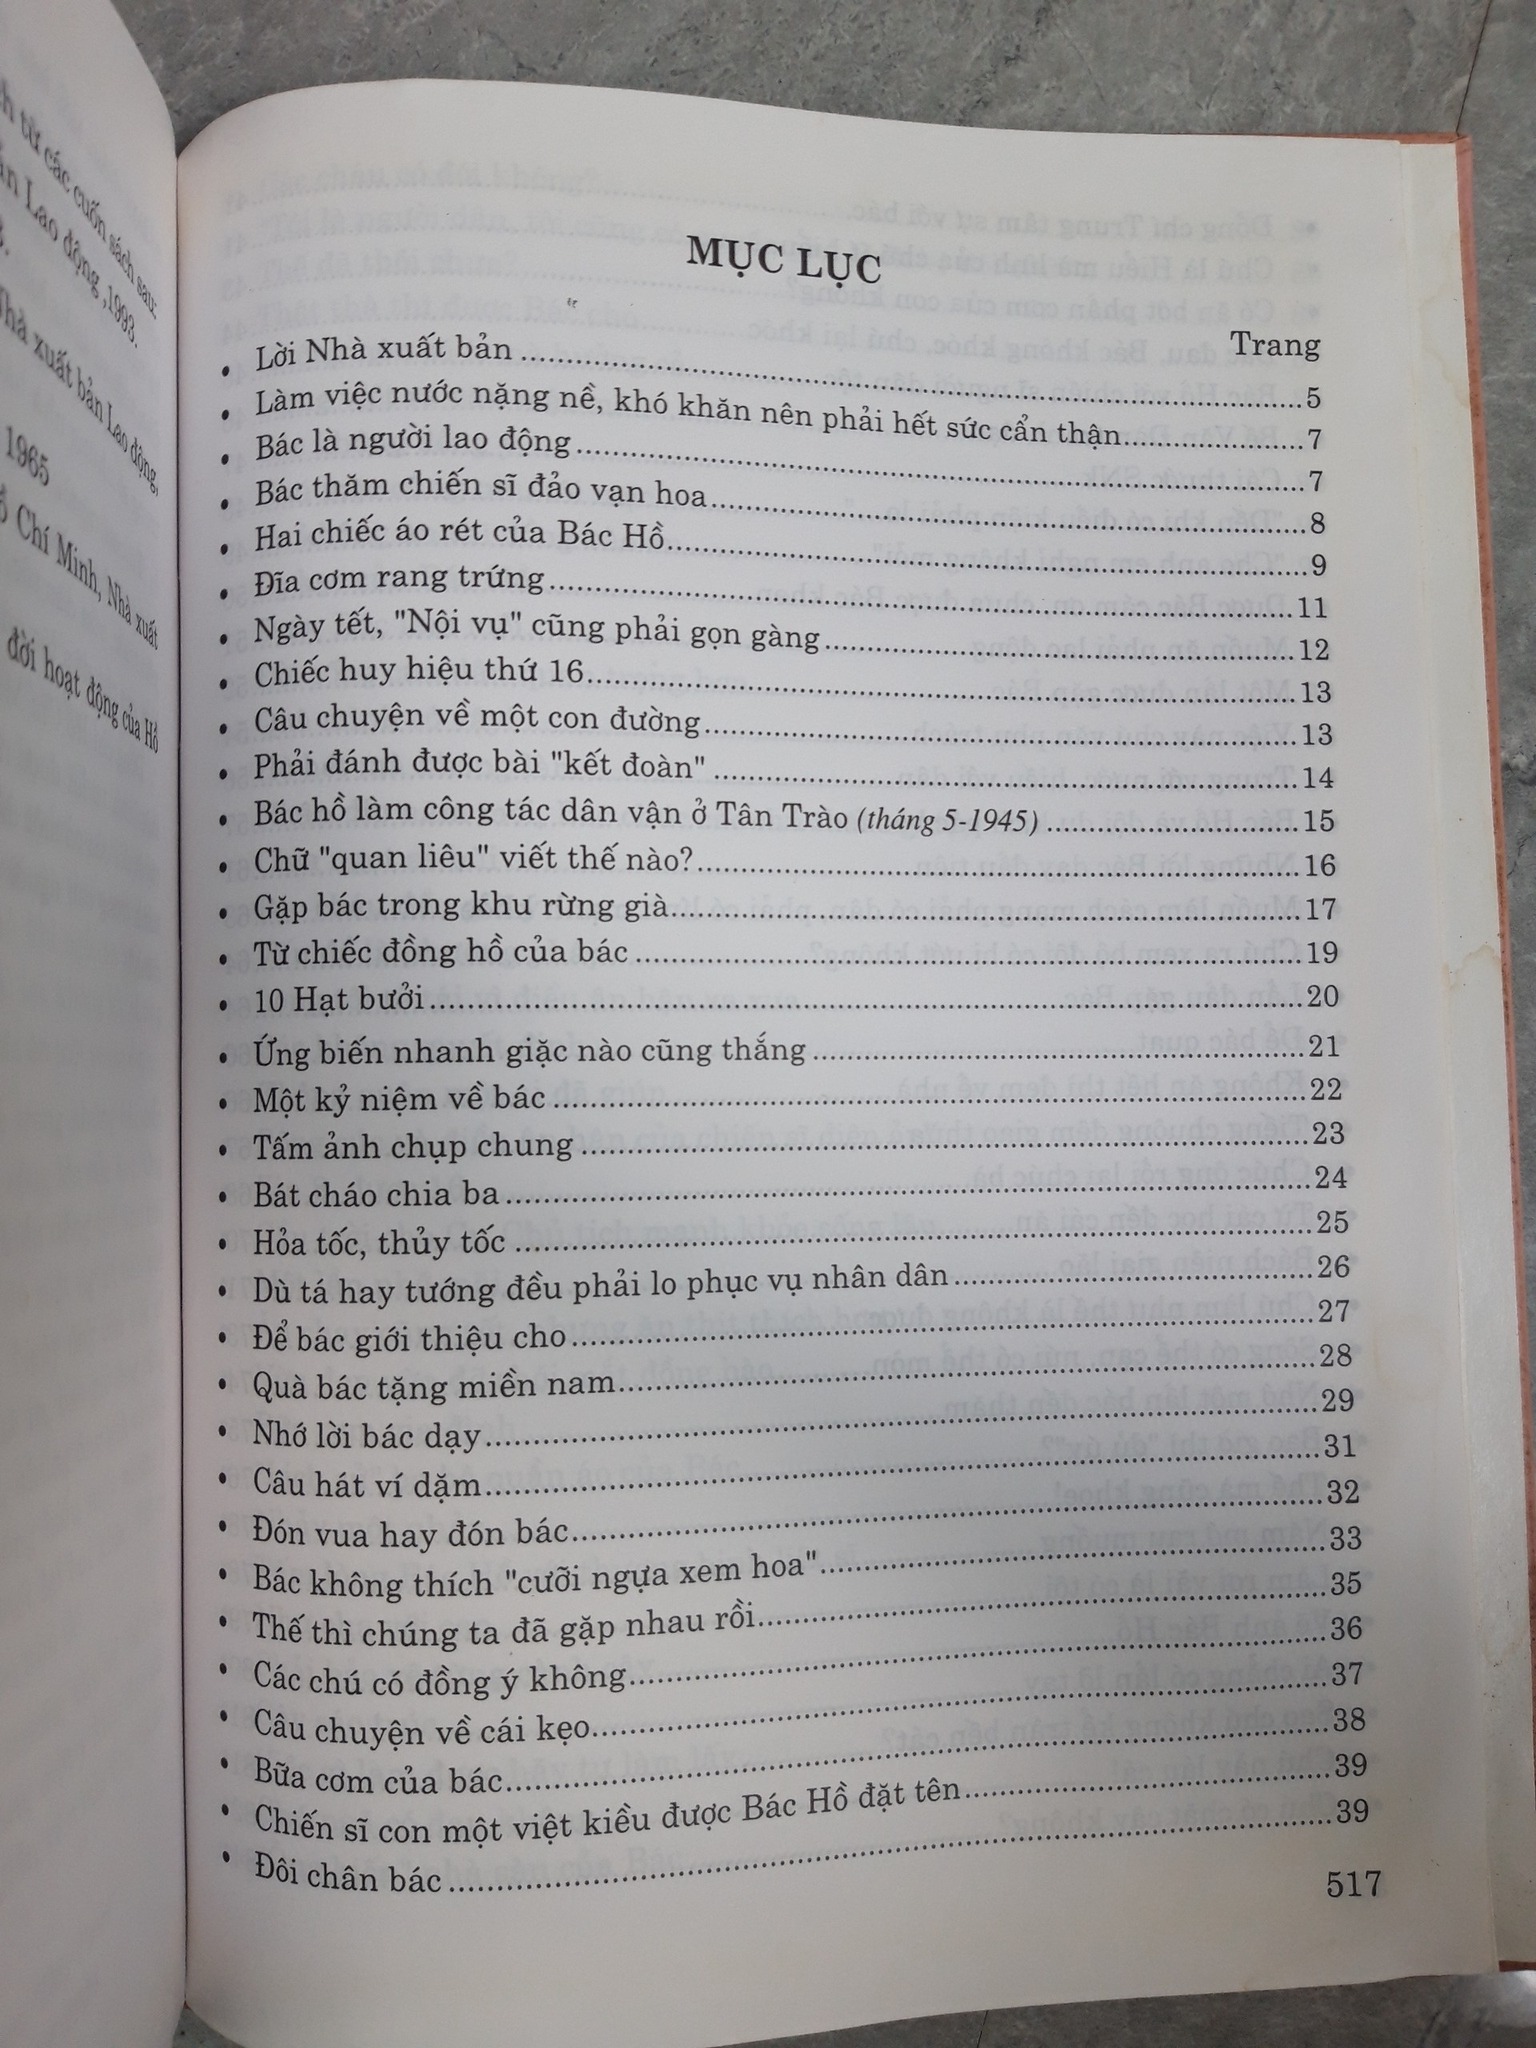 ch từ các cuốn sách sau:
ản Lao động ,1993.
3.
Nhà xuất bản Lao động,
1965
ồ Chí Minh, Nhà xuất
đời hoạt động của Hồ
MỤC LỤC
Trang
• Lời Nhà xuất bản ........ 5
• Làm việc nước nặng nề, khó khăn nên phải hết sức cẩn thận ........ 7
• Bác là người lao động ........ 7
• Bác thăm chiến sĩ đảo vạn hoa ........ 8
• Hai chiếc áo rét của Bác Hồ ........ 9
• Đĩa cơm rang trứng ........ 11
• Ngày tết, "Nội vụ" cũng phải gọn gàng ........ 12
• Chiếc huy hiệu thứ 16 ........ 13
• Câu chuyện về một con đường ........ 13
• Phải đánh được bài "kết đoàn" ........ 14
• Bác hồ làm công tác dân vận ở Tân Trào (tháng 5-1945) ........ 15
• Chữ "quan liêu" viết thế nào? ........ 16
• Gặp bác trong khu rừng già ........ 17
• Từ chiếc đồng hồ của bác ........ 19
• 10 Hạt bưởi ........ 20
• Ứng biến nhanh giặc nào cũng thắng ........ 21
• Một kỷ niệm về bác ........ 22
• Tấm ảnh chụp chung ........ 23
• Bát cháo chia ba ........ 24
• Hỏa tốc, thủy tốc ........ 25
• Dù tá hay tướng đều phải lo phục vụ nhân dân ........ 26
• Để bác giới thiệu cho ........ 27
• Quà bác tặng miền nam ........ 28
• Nhớ lời bác dạy ........ 29
• Câu hát ví dặm ........ 31
• Đón vua hay đón bác ........ 32
• Bác không thích "cưỡi ngựa xem hoa" ........ 33
• Thế thì chúng ta đã gặp nhau rồi ........ 35
• Các chú có đồng ý không ........ 36
• Câu chuyện về cái kẹo ........ 37
• Bữa cơm của bác ........ 38
• Chiến sĩ con một việt kiều được Bác Hồ đặt tên ........ 39
• Đôi chân bác ........ 39
517